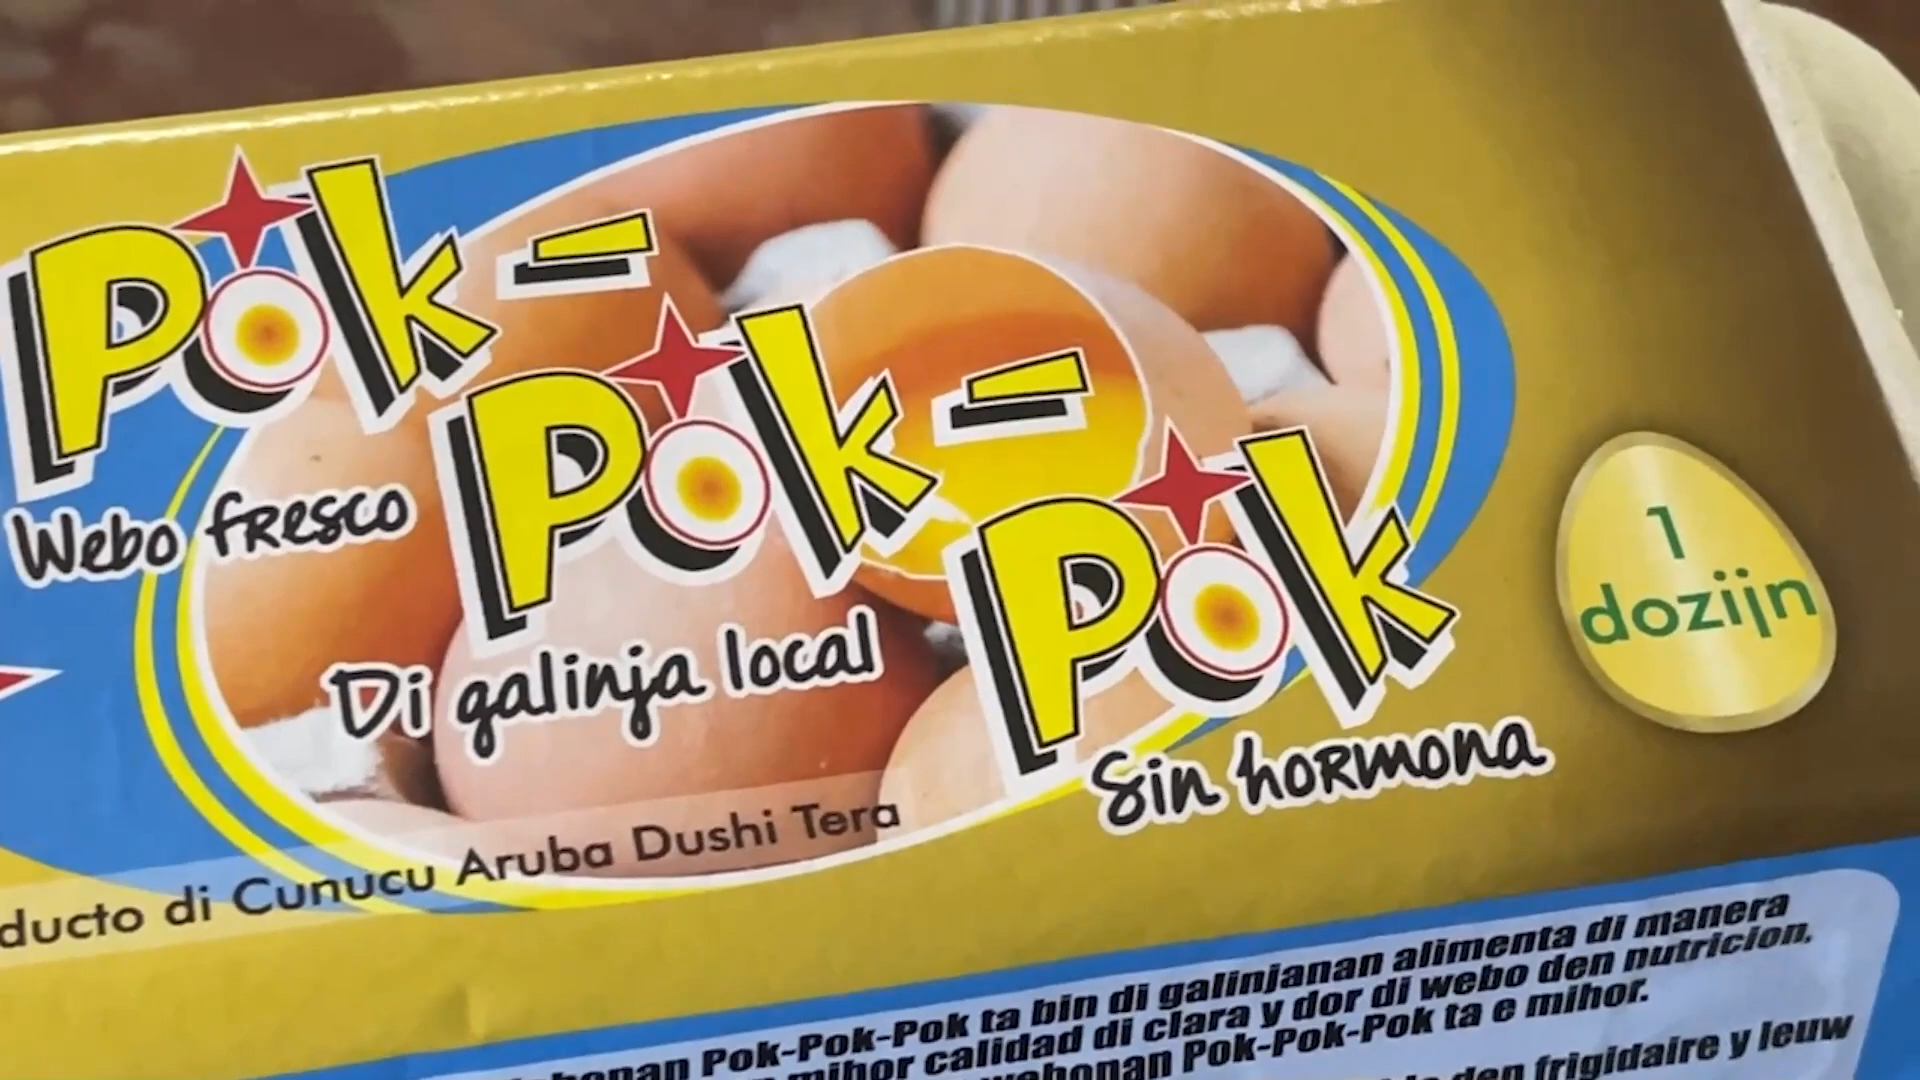 Pok-
Pok-
Pok
Webo fresco
Di galinja local
Sin hormona
1
dozijn
ducto di Cunucu Aruba Dushi Tera
Pok-Pok-Pok ta bin di galinjanan alimenta di manera
mihor calidad di clara y dor di webo den nutricion,
Pok-Pok-Pok ta e mihor.
den frigidaire y leuw